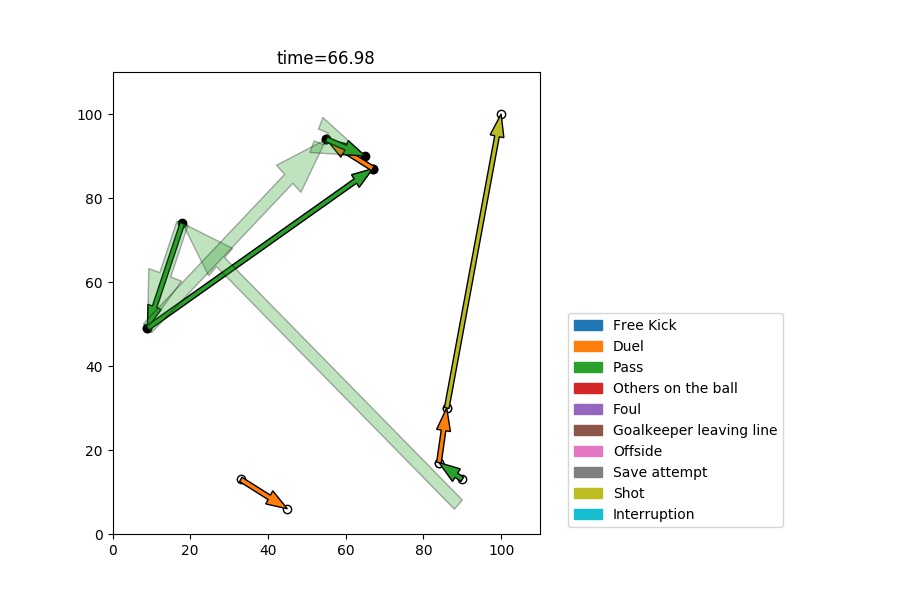 time=66.98
100
80
60
40
20
0
0 20 40 60 80 100
Free Kick
Duel
Pass
Others on the ball
Foul
Goalkeeper leaving line
Offside
Save attempt
Shot
Interruption